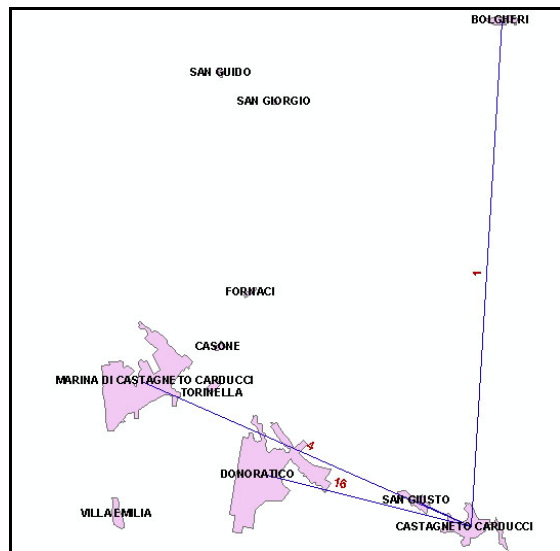 BOLGHERI
SAN GUIDO
SAN GIORGIO
1
FORNACI
CASONE
MARINA DI CASTAGNETO CARDUCCI
TORINELLA
4
DONORATICO
16
SAN GIUSTO
VILLA EMILIA
CASTAGNETO CARDUCCI